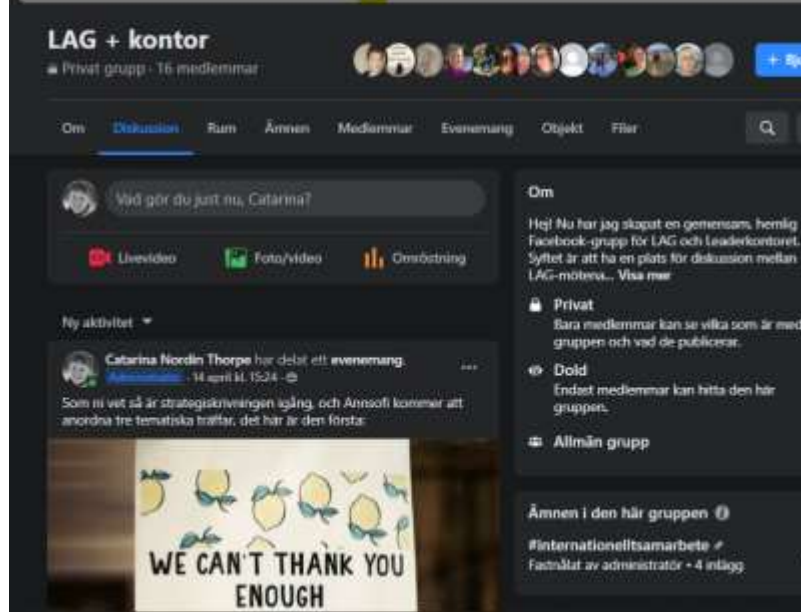 LAG + kontor
Privat grupp · 16 medlemmar
Om
Diskussion
Rum
Ämnen
Medlemmar
Evenemang
Objekt
Filer
Vad gör du just nu, Catarina?
Livevideo
Foto/video
Omröstning
Ny aktivitet
Catarina Nordin Thorpe har delat ett evenemang.
Administratör · 14 april kl. 15:24 ·
Som ni vet så är strategiskrivningen igång, och Annsofi kommer att
anordna tre tematiska träffar, det här är den första:
WE CAN'T THANK YOU
ENOUGH
Om
Hej! Nu har jag skapat en gemensam, hemlig
Facebook-grupp för LAG och Leaderkontoret.
Syftet är att ha en plats för diskussion mellan
LAG-mötena... Visa mer
Privat
Bara medlemmar kan se vilka som är med
gruppen och vad de publicerar.
Dold
Endast medlemmar kan hitta den här
gruppen.
Allmän grupp
Ämnen i den här gruppen
#internationelltsamarbete
Fastnålat av administratör • 4 inlägg